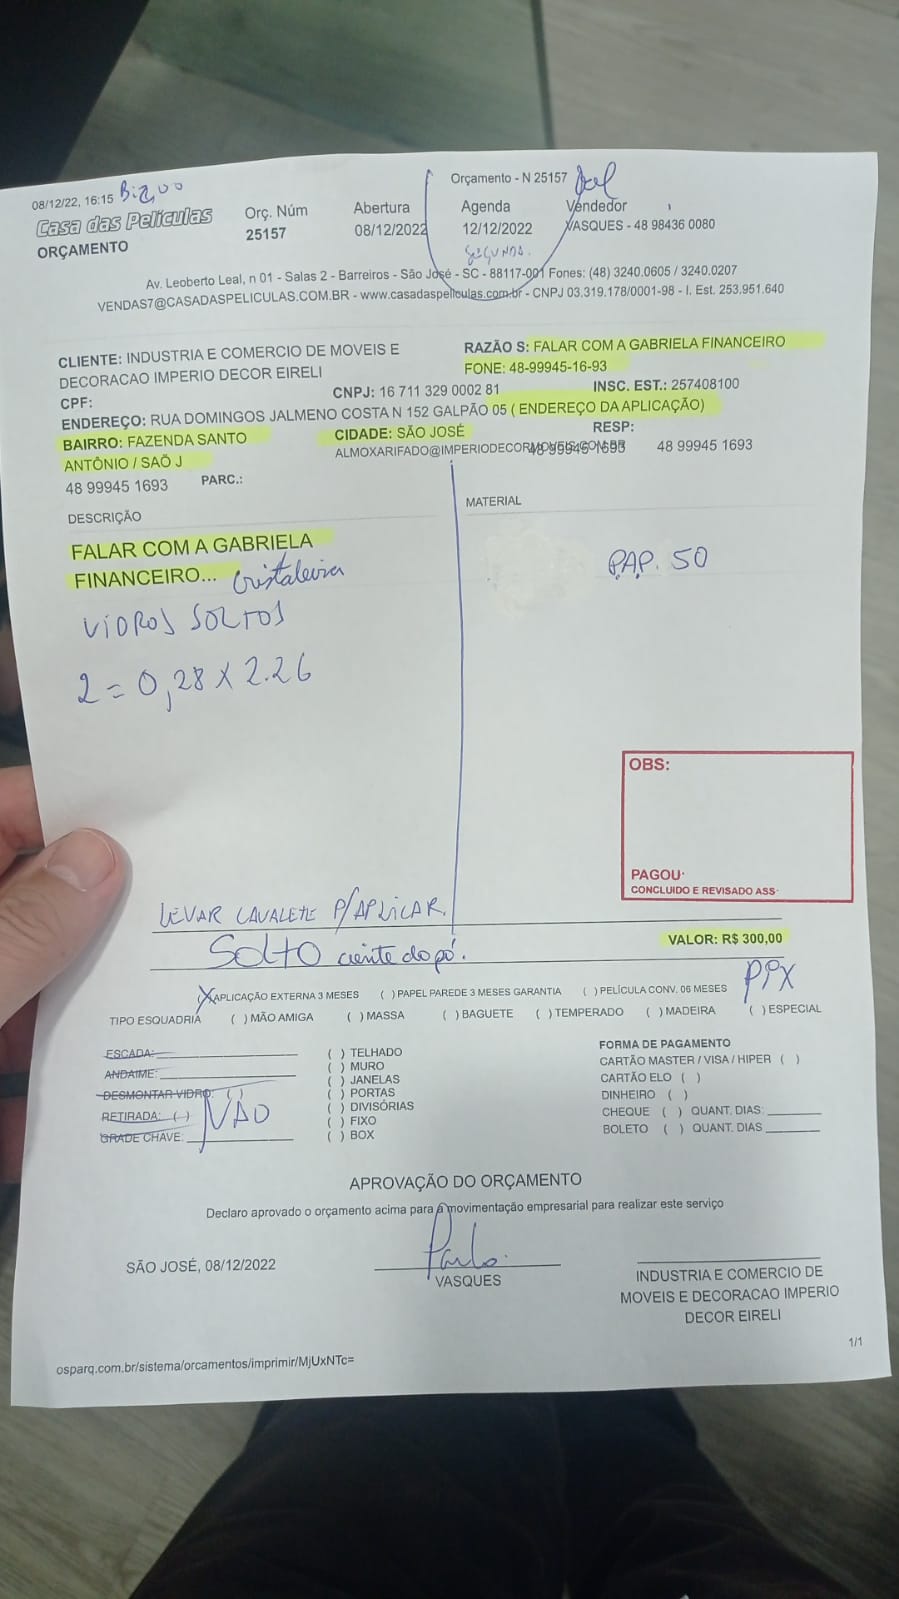 08/12/22, 16:15
Orçamento - N 25157
Casa das Películas
ORÇAMENTO
Orç. Núm
25157
Abertura
08/12/2022
Agenda
12/12/2022
SEGUNDA.
Vendedor
VASQUES - 48 98436 0080
Av. Leoberto Leal, n 01 - Salas 2 - Barreiros - São José - SC - 88117-001 Fones: (48) 3240.0605 / 3240.0207
VENDAS7@CASADASPELICULAS.COM.BR - www.casadaspeliculas.com.br - CNPJ 03.319.178/0001-98 - I. Est. 253.951.640
CLIENTE: INDUSTRIA E COMERCIO DE MOVEIS E
DECORACAO IMPERIO DECOR EIRELI
RAZÃO S: FALAR COM A GABRIELA FINANCEIRO
FONE: 48-99945-16-93
CPF:
CNPJ: 16 711 329 0002 81
INSC. EST.: 257408100
ENDEREÇO: RUA DOMINGOS JALMENO COSTA N 152 GALPÃO 05 ( ENDEREÇO DA APLICAÇÃO)
BAIRRO: FAZENDA SANTO
ANTÔNIO / SAÕ J
CIDADE: SÃO JOSÉ
RESP:
ALMOXARIFADO@IMPERIODECORMOVEIS.COM.BR
48 99945 1693
48 99945 1693
48 99945 1693
PARC.:
DESCRIÇÃO
MATERIAL
FALAR COM A GABRIELA
FINANCEIRO... Cristaleira
VIDROS SOLTOS
2 = 0,28 X 2.26
P.A.P. 50
OBS:
PAGOU:
CONCLUIDO E REVISADO ASS:
LEVAR CAVALETE P/APLICAR.
SOLTO ciente do pó.
VALOR: R$ 300,00
PIX
(X) APLICAÇÃO EXTERNA 3 MESES ( ) PAPEL PAREDE 3 MESES GARANTIA ( ) PELÍCULA CONV. 06 MESES
TIPO ESQUADRIA ( ) MÃO AMIGA ( ) MASSA ( ) BAGUETE ( ) TEMPERADO ( ) MADEIRA ( ) ESPECIAL
ESCADA:
ANDAIME:
DESMONTAR VIDRO: ( )
RETIRADA: ( )
GRADE CHAVE:
NÃO
( ) TELHADO
( ) MURO
( ) JANELAS
( ) PORTAS
( ) DIVISÓRIAS
( ) FIXO
( ) BOX
FORMA DE PAGAMENTO
CARTÃO MASTER / VISA / HIPER ( )
CARTÃO ELO ( )
DINHEIRO ( )
CHEQUE ( ) QUANT. DIAS:
BOLETO ( ) QUANT. DIAS
APROVAÇÃO DO ORÇAMENTO
Declaro aprovado o orçamento acima para a movimentação empresarial para realizar este serviço
SÃO JOSÉ, 08/12/2022
Paulo.
VASQUES
INDUSTRIA E COMERCIO DE
MOVEIS E DECORACAO IMPERIO
DECOR EIRELI
1/1
osparq.com.br/sistema/orcamentos/imprimir/MjUxNTc=